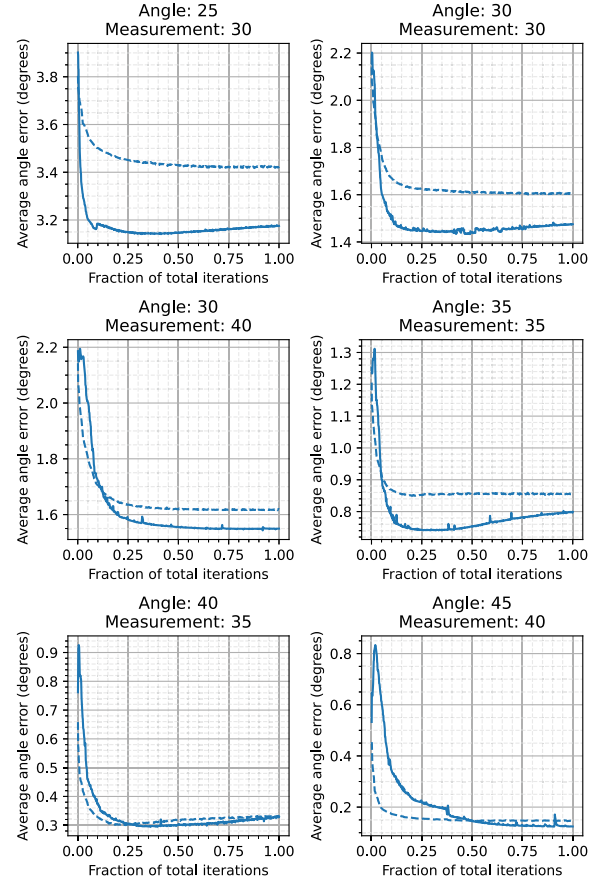 Angle: 25
Measurement: 30
Average angle error (degrees)
3.8
3.6
3.4
3.2
0.00 0.25 0.50 0.75 1.00
Fraction of total iterations
Angle: 30
Measurement: 30
Average angle error (degrees)
2.2
2.0
1.8
1.6
1.4
0.00 0.25 0.50 0.75 1.00
Fraction of total iterations
Angle: 30
Measurement: 40
Average angle error (degrees)
2.2
2.0
1.8
1.6
0.00 0.25 0.50 0.75 1.00
Fraction of total iterations
Angle: 35
Measurement: 35
Average angle error (degrees)
1.3
1.2
1.1
1.0
0.9
0.8
0.00 0.25 0.50 0.75 1.00
Fraction of total iterations
Angle: 40
Measurement: 35
Average angle error (degrees)
0.9
0.8
0.7
0.6
0.5
0.4
0.3
0.00 0.25 0.50 0.75 1.00
Fraction of total iterations
Angle: 45
Measurement: 40
Average angle error (degrees)
0.8
0.6
0.4
0.2
0.00 0.25 0.50 0.75 1.00
Fraction of total iterations